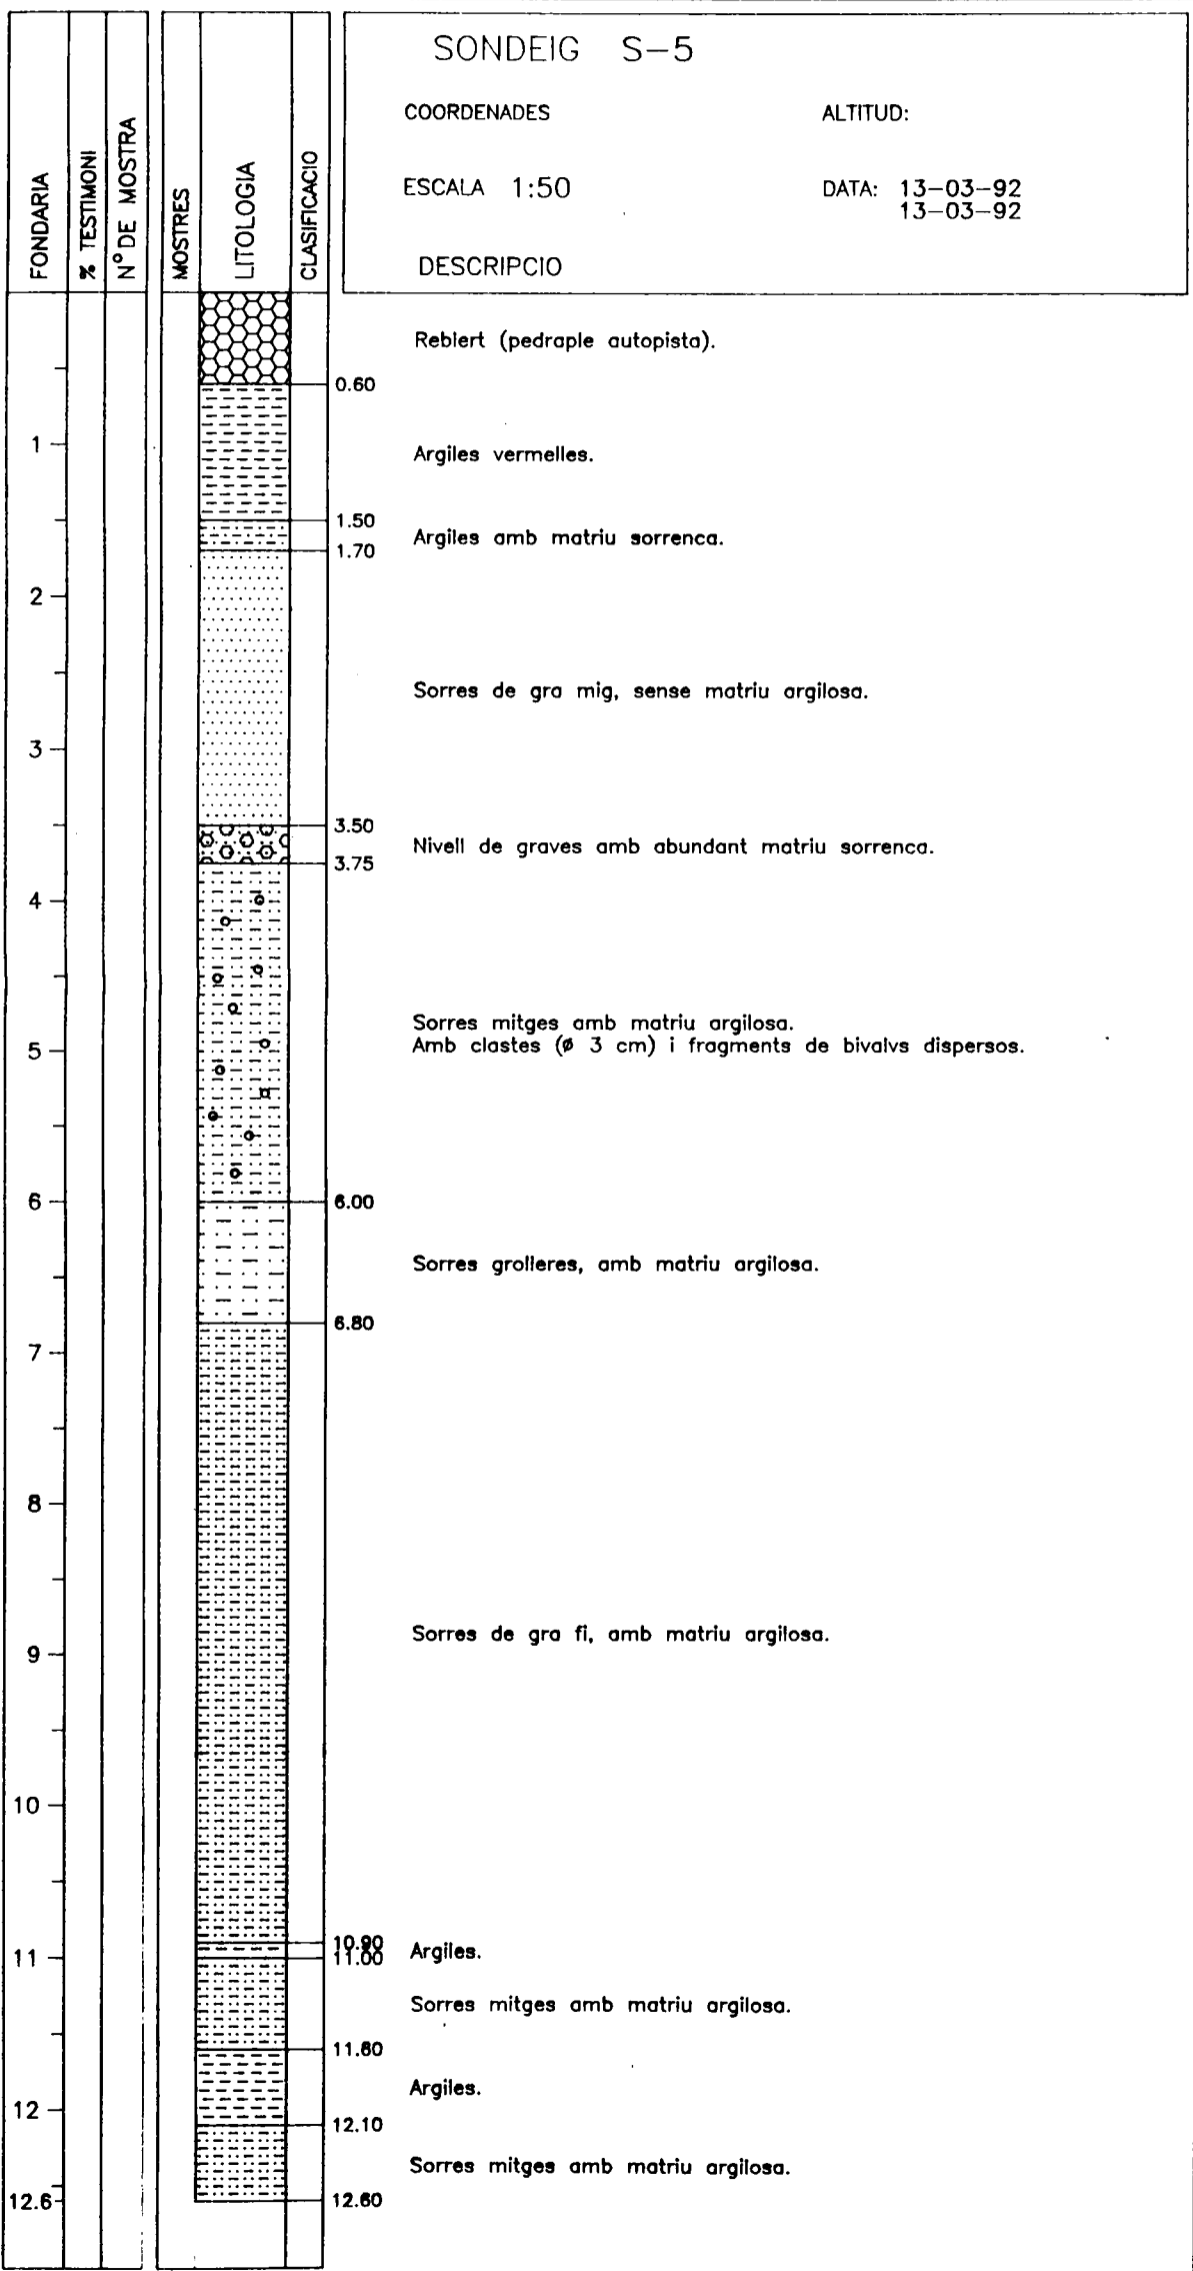 SONDEIG S-5
COORDENADES ALTITUD:
ESCALA 1:50 DATA: 13-03-92
13-03-92
DESCRIPCIO
FONDARIA
% TESTIMONI
Nº DE MOSTRA
MOSTRES
LITOLOGIA
CLASIFICACIO
Reblert (pedraple autopista).
0.60
1
Argiles vermelles.
1.50
Argiles amb matriu sorrenca.
1.70
2
Sorres de gra mig, sense matriu argilosa.
3
3.50
Nivell de graves amb abundant matriu sorrenca.
3.75
4
Sorres mitges amb matriu argilosa.
5
Amb clastes (ø 3 cm) i fragments de bivalvs dispersos.
6
6.00
Sorres grolleres, amb matriu argilosa.
6.80
7
8
Sorres de gra fi, amb matriu argilosa.
9
10
10.90
Argiles.
11
11.00
Sorres mitges amb matriu argilosa.
11.60
Argiles.
12
12.10
Sorres mitges amb matriu argilosa.
12.6
12.60